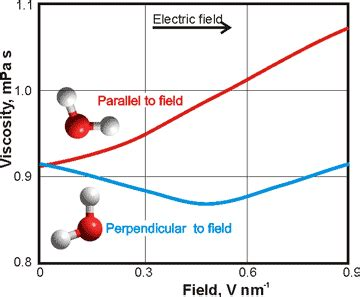 Electric field
1.1
Viscosity, mPa s
1.0
Parallel to field
0.9
Perpendicular to field
0.8
0
0.3
0.6
0.9
Field, V nm⁻¹